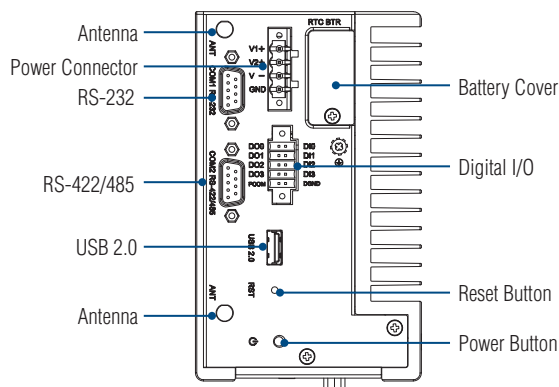 Antenna
Power Connector
RS-232
RS-422/485
USB 2.0
Antenna
ANT
COM1 RS-232
COM2 RS-422/485
ANT
V1+
V2+
V -
GND
RTC BTR
DO0
DO1
DO2
DO3
PCOM
DI0
DI1
DI2
DI3
DGND
USB 2.0
RST
Battery Cover
Digital I/O
Reset Button
Power Button